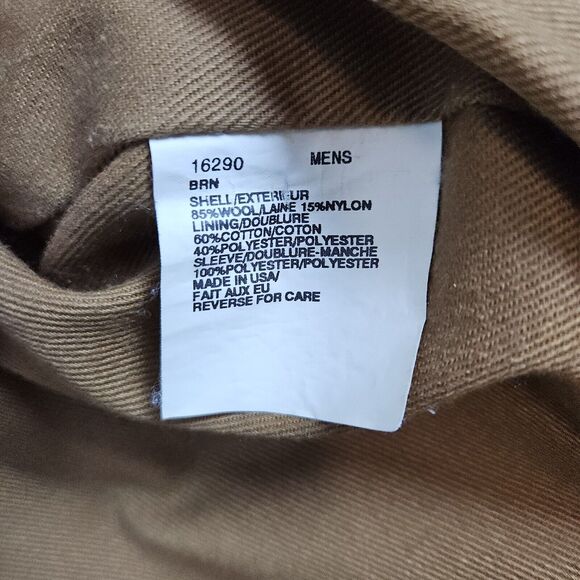 16290 MENS
BRN
SHELL/EXTERIEUR
85%WOOL/LAINE 15%NYLON
LINING/DOUBLURE
60%COTTON/COTON
40%POLYESTER/POLYESTER
SLEEVE/DOUBLURE-MANCHE
100%POLYESTER/POLYESTER
MADE IN USA/
FAIT AUX EU
REVERSE FOR CARE